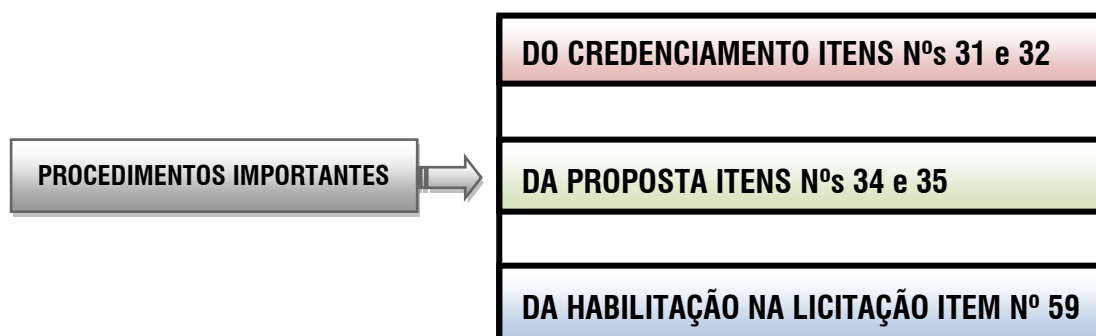 DO CREDENCIAMENTO ITENS Nºs 31 e 32
PROCEDIMENTOS IMPORTANTES
DA PROPOSTA ITENS Nºs 34 e 35
DA HABILITAÇÃO NA LICITAÇÃO ITEM Nº 59